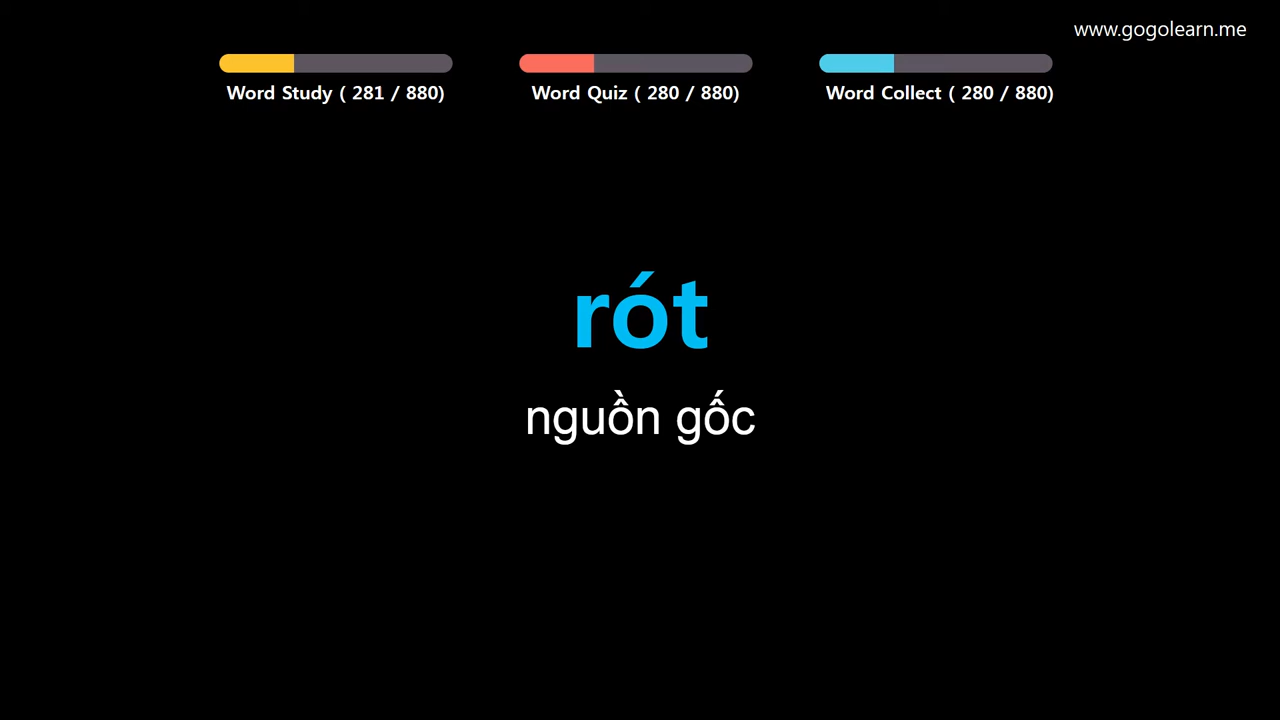 www.gogolearn.me
Word Study ( 281 / 880)
Word Quiz ( 280 / 880)
Word Collect ( 280 / 880)
rót
nguồn gốc